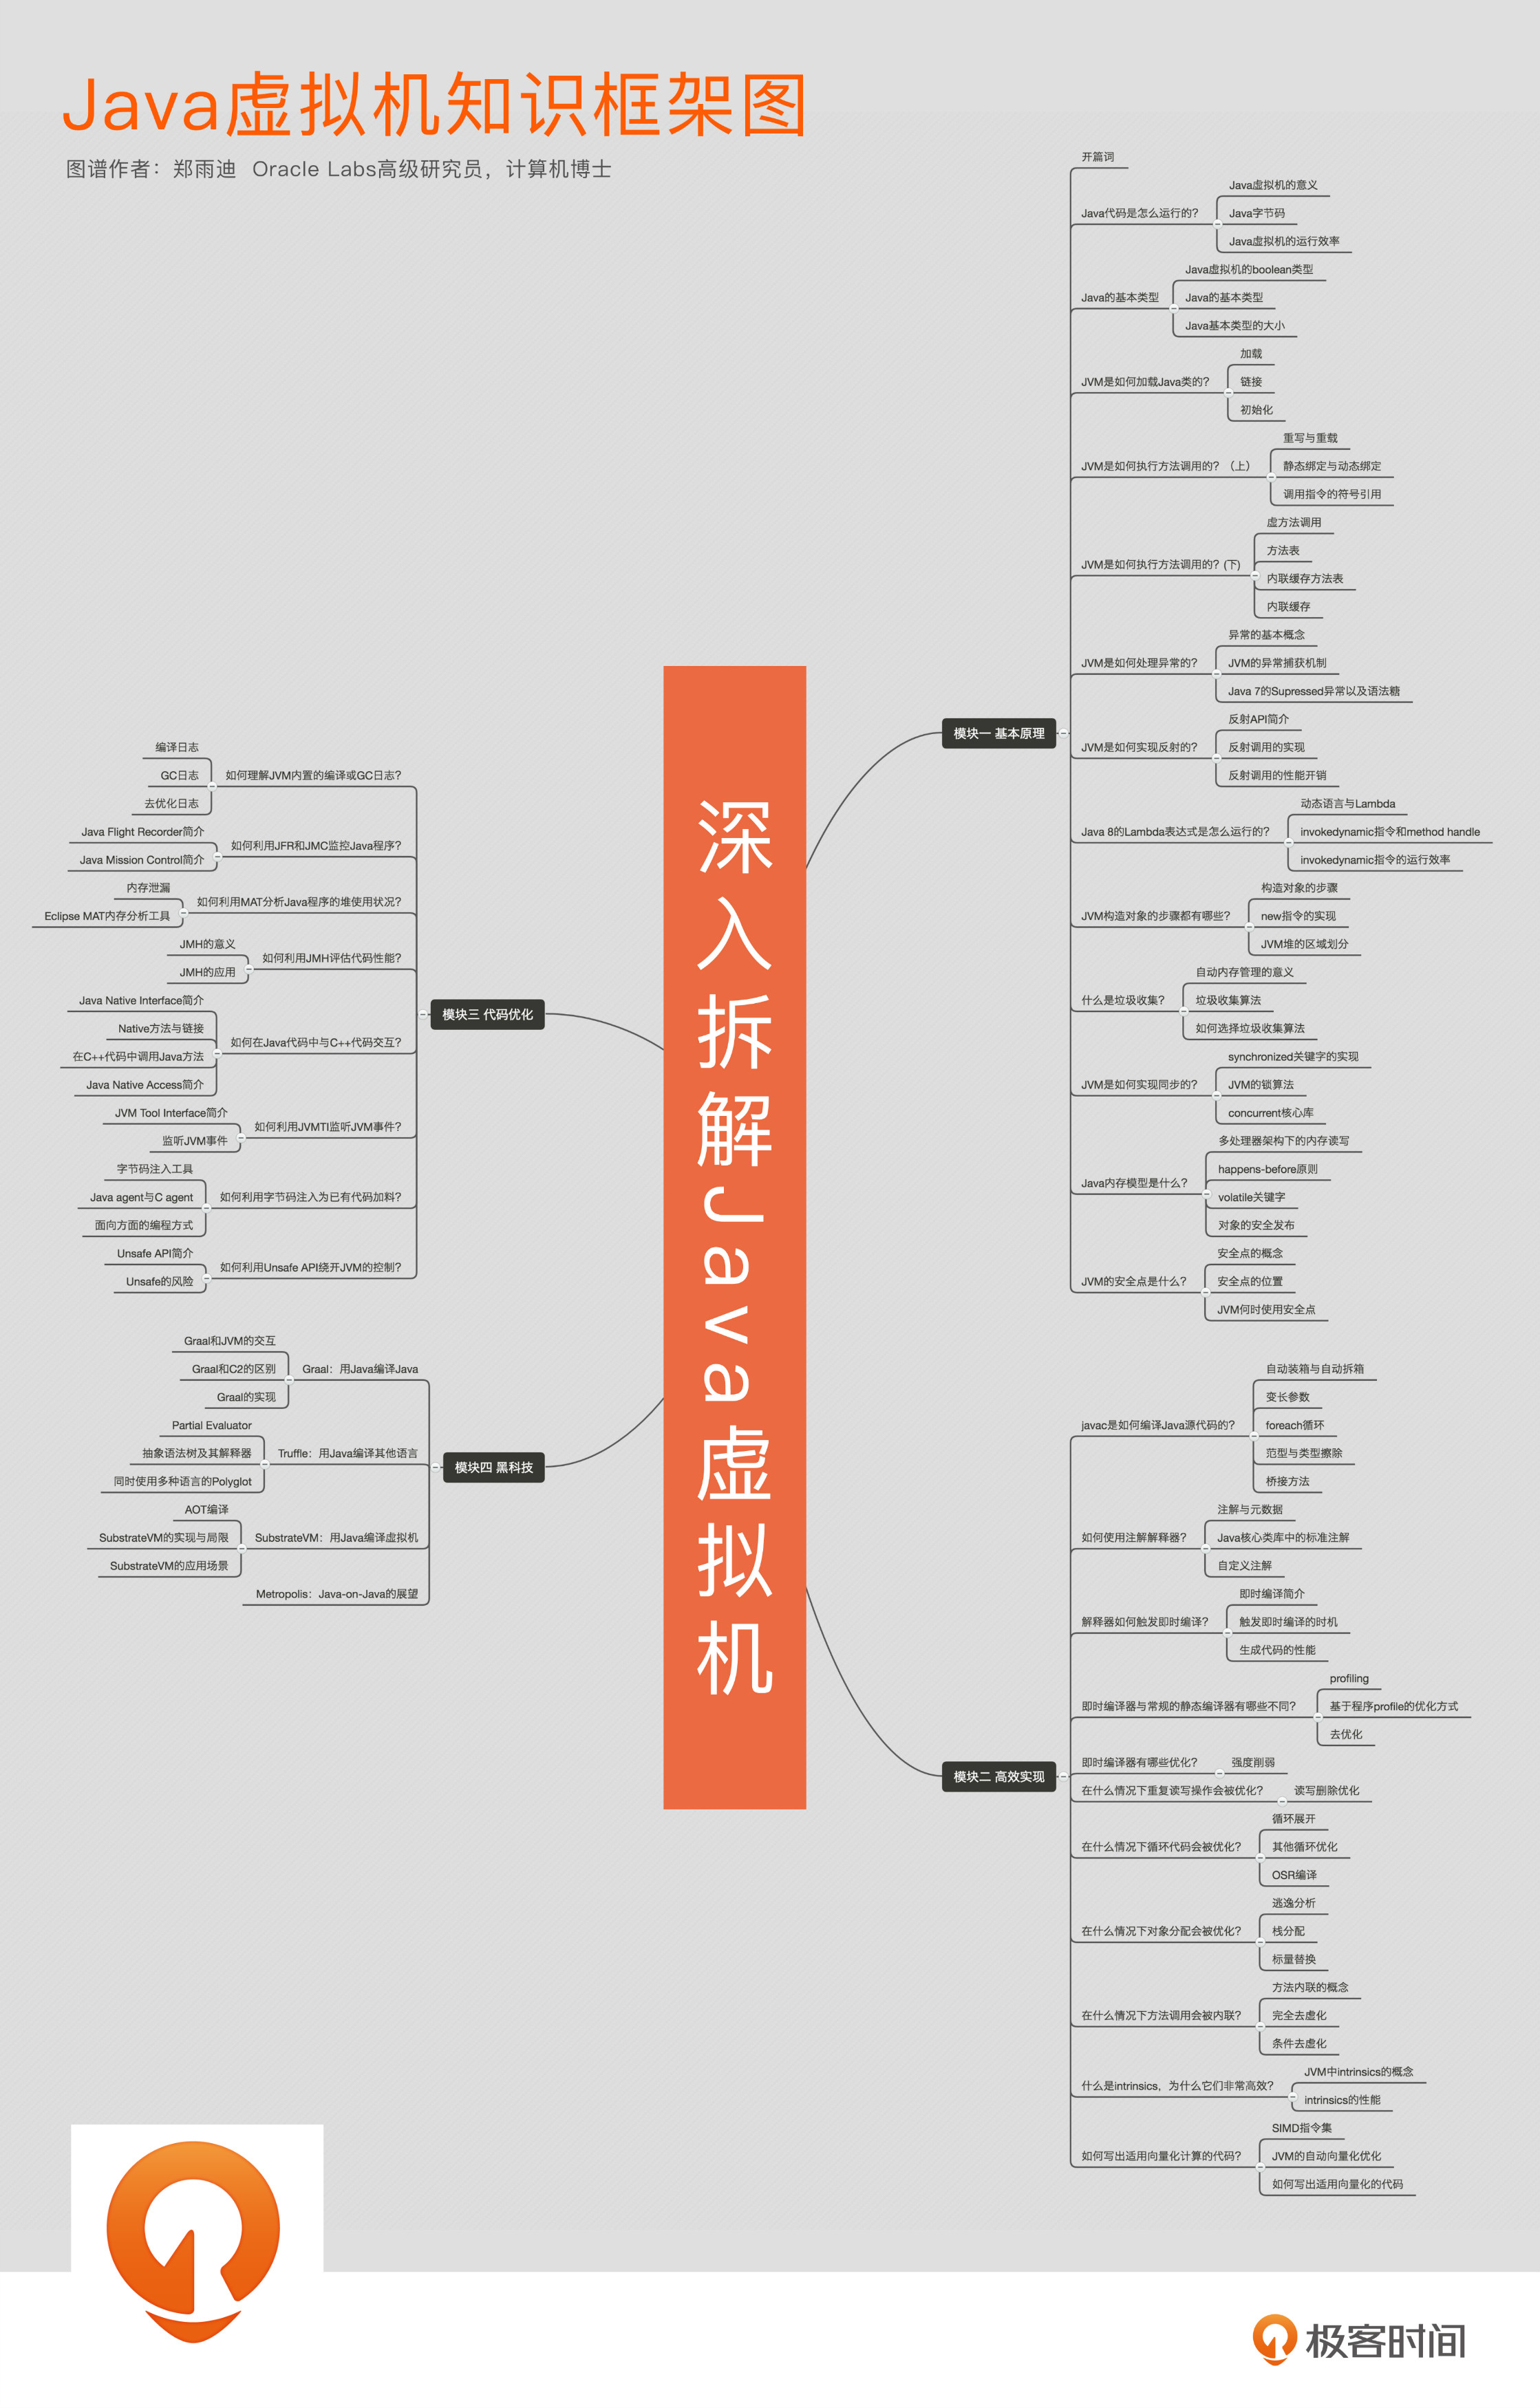 Java虚拟机知识框架图
图谱作者：郑雨迪 Oracle Labs高级研究员，计算机博士
深入拆解Java虚拟机
模块一 基本原理
开篇词
Java代码是怎么运行的？
Java虚拟机的意义
Java字节码
Java虚拟机的运行效率
Java的基本类型
Java虚拟机的boolean类型
Java的基本类型
Java基本类型的大小
JVM是如何加载Java类的？
加载
链接
初始化
JVM是如何执行方法调用的？（上）
重写与重载
静态绑定与动态绑定
调用指令的符号引用
JVM是如何执行方法调用的？(下)
虚方法调用
方法表
内联缓存方法表
内联缓存
JVM是如何处理异常的？
异常的基本概念
JVM的异常捕获机制
Java 7的Supressed异常以及语法糖
JVM是如何实现反射的？
反射API简介
反射调用的实现
反射调用的性能开销
Java 8的Lambda表达式是怎么运行的？
动态语言与Lambda
invokedynamic指令和method handle
invokedynamic指令的运行效率
JVM构造对象的步骤都有哪些？
构造对象的步骤
new指令的实现
JVM堆的区域划分
什么是垃圾收集？
自动内存管理的意义
垃圾收集算法
如何选择垃圾收集算法
JVM是如何实现同步的？
synchronized关键字的实现
JVM的锁算法
concurrent核心库
Java内存模型是什么？
多处理器架构下的内存读写
happens-before原则
volatile关键字
对象的安全发布
JVM的安全点是什么？
安全点的概念
安全点的位置
JVM何时使用安全点
模块二 高效实现
javac是如何编译Java源代码的？
自动装箱与自动拆箱
变长参数
foreach循环
范型与类型擦除
桥接方法
如何使用注解解释器？
注解与元数据
Java核心类库中的标准注解
自定义注解
解释器如何触发即时编译？
即时编译简介
触发即时编译的时机
生成代码的性能
即时编译器与常规的静态编译器有哪些不同？
profiling
基于程序profile的优化方式
去优化
即时编译器有哪些优化？
强度削弱
在什么情况下重复读写操作会被优化？
读写删除优化
在什么情况下循环代码会被优化？
循环展开
其他循环优化
OSR编译
在什么情况下对象分配会被优化？
逃逸分析
栈分配
标量替换
在什么情况下方法调用会被内联？
方法内联的概念
完全去虚化
条件去虚化
什么是intrinsics，为什么它们非常高效？
JVM中intrinsics的概念
intrinsics的性能
如何写出适用向量化计算的代码？
SIMD指令集
JVM的自动向量化优化
如何写出适用向量化的代码
模块三 代码优化
如何理解JVM内置的编译或GC日志？
编译日志
GC日志
去优化日志
如何利用JFR和JMC监控Java程序？
Java Flight Recorder简介
Java Mission Control简介
如何利用MAT分析Java程序的堆使用状况？
内存泄漏
Eclipse MAT内存分析工具
如何利用JMH评估代码性能？
JMH的意义
JMH的应用
如何在Java代码中与C++代码交互？
Java Native Interface简介
Native方法与链接
在C++代码中调用Java方法
Java Native Access简介
如何利用JVMTI监听JVM事件？
JVM Tool Interface简介
监听JVM事件
如何利用字节码注入为已有代码加料？
字节码注入工具
Java agent与C agent
面向方面的编程方式
如何利用Unsafe API绕开JVM的控制？
Unsafe API简介
Unsafe的风险
模块四 黑科技
Graal：用Java编译Java
Graal和JVM的交互
Graal和C2的区别
Graal的实现
Truffle：用Java编译其他语言
Partial Evaluator
抽象语法树及其解释器
同时使用多种语言的Polyglot
SubstrateVM：用Java编译虚拟机
AOT编译
SubstrateVM的实现与局限
SubstrateVM的应用场景
Metropolis：Java-on-Java的展望
极客时间